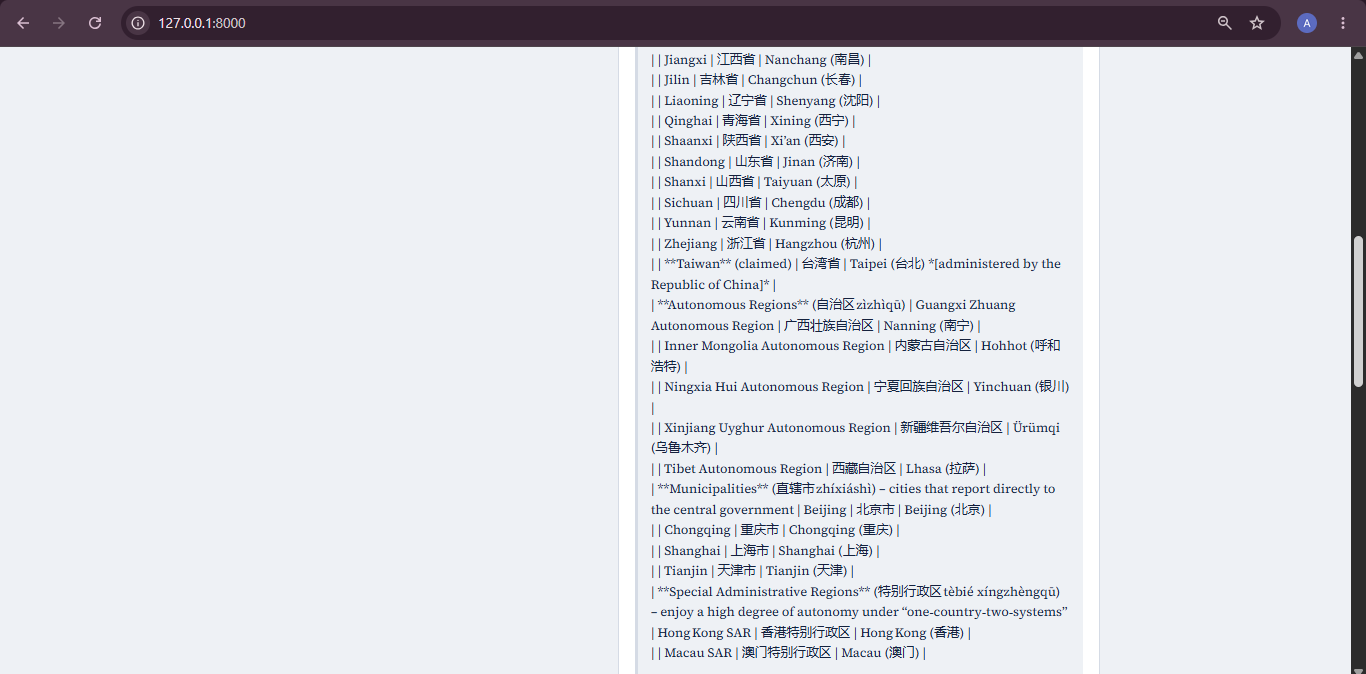 127.0.0.1:8000
A
| | Jiangxi | 江西省 | Nanchang (南昌) |
| | Jilin | 吉林省 | Changchun (长春) |
| | Liaoning | 辽宁省 | Shenyang (沈阳) |
| | Qinghai | 青海省 | Xining (西宁) |
| | Shaanxi | 陕西省 | Xi’an (西安) |
| | Shandong | 山东省 | Jinan (济南) |
| | Shanxi | 山西省 | Taiyuan (太原) |
| | Sichuan | 四川省 | Chengdu (成都) |
| | Yunnan | 云南省 | Kunming (昆明) |
| | Zhejiang | 浙江省 | Hangzhou (杭州) |
| | **Taiwan** (claimed) | 台湾省 | Taipei (台北) *[administered by the
Republic of China]* |
| **Autonomous Regions** (自治区 zìzhìqū) | Guangxi Zhuang
Autonomous Region | 广西壮族自治区 | Nanning (南宁) |
| | Inner Mongolia Autonomous Region | 内蒙古自治区 | Hohhot (呼和
浩特) |
| | Ningxia Hui Autonomous Region | 宁夏回族自治区 | Yinchuan (银川)
|
| | Xinjiang Uyghur Autonomous Region | 新疆维吾尔自治区 | Ürümqi
(乌鲁木齐) |
| | Tibet Autonomous Region | 西藏自治区 | Lhasa (拉萨) |
| **Municipalities** (直辖市 zhíxiáshì) – cities that report directly to
the central government | Beijing | 北京市 | Beijing (北京) |
| | Chongqing | 重庆市 | Chongqing (重庆) |
| | Shanghai | 上海市 | Shanghai (上海) |
| | Tianjin | 天津市 | Tianjin (天津) |
| **Special Administrative Regions** (特别行政区 tèbié xíngzhèngqū)
– enjoy a high degree of autonomy under “one‑country‑two‑systems”
| Hong Kong SAR | 香港特别行政区 | Hong Kong (香港) |
| | Macau SAR | 澳门特别行政区 | Macau (澳门) |